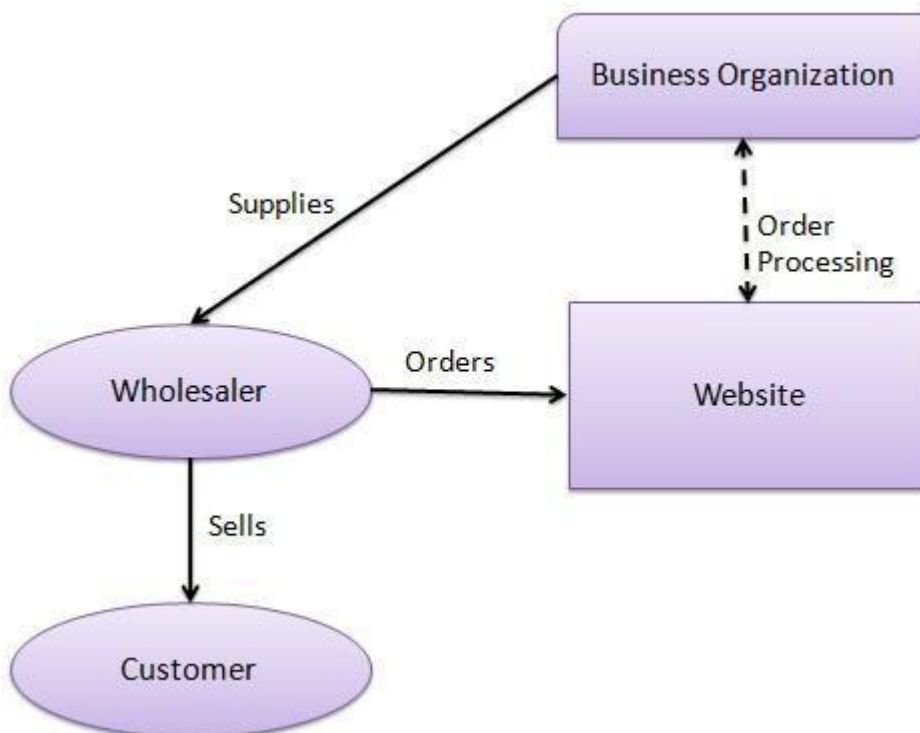 Business Organization
Supplies
Order
Processing
Wholesaler
Orders
Website
Sells
Customer